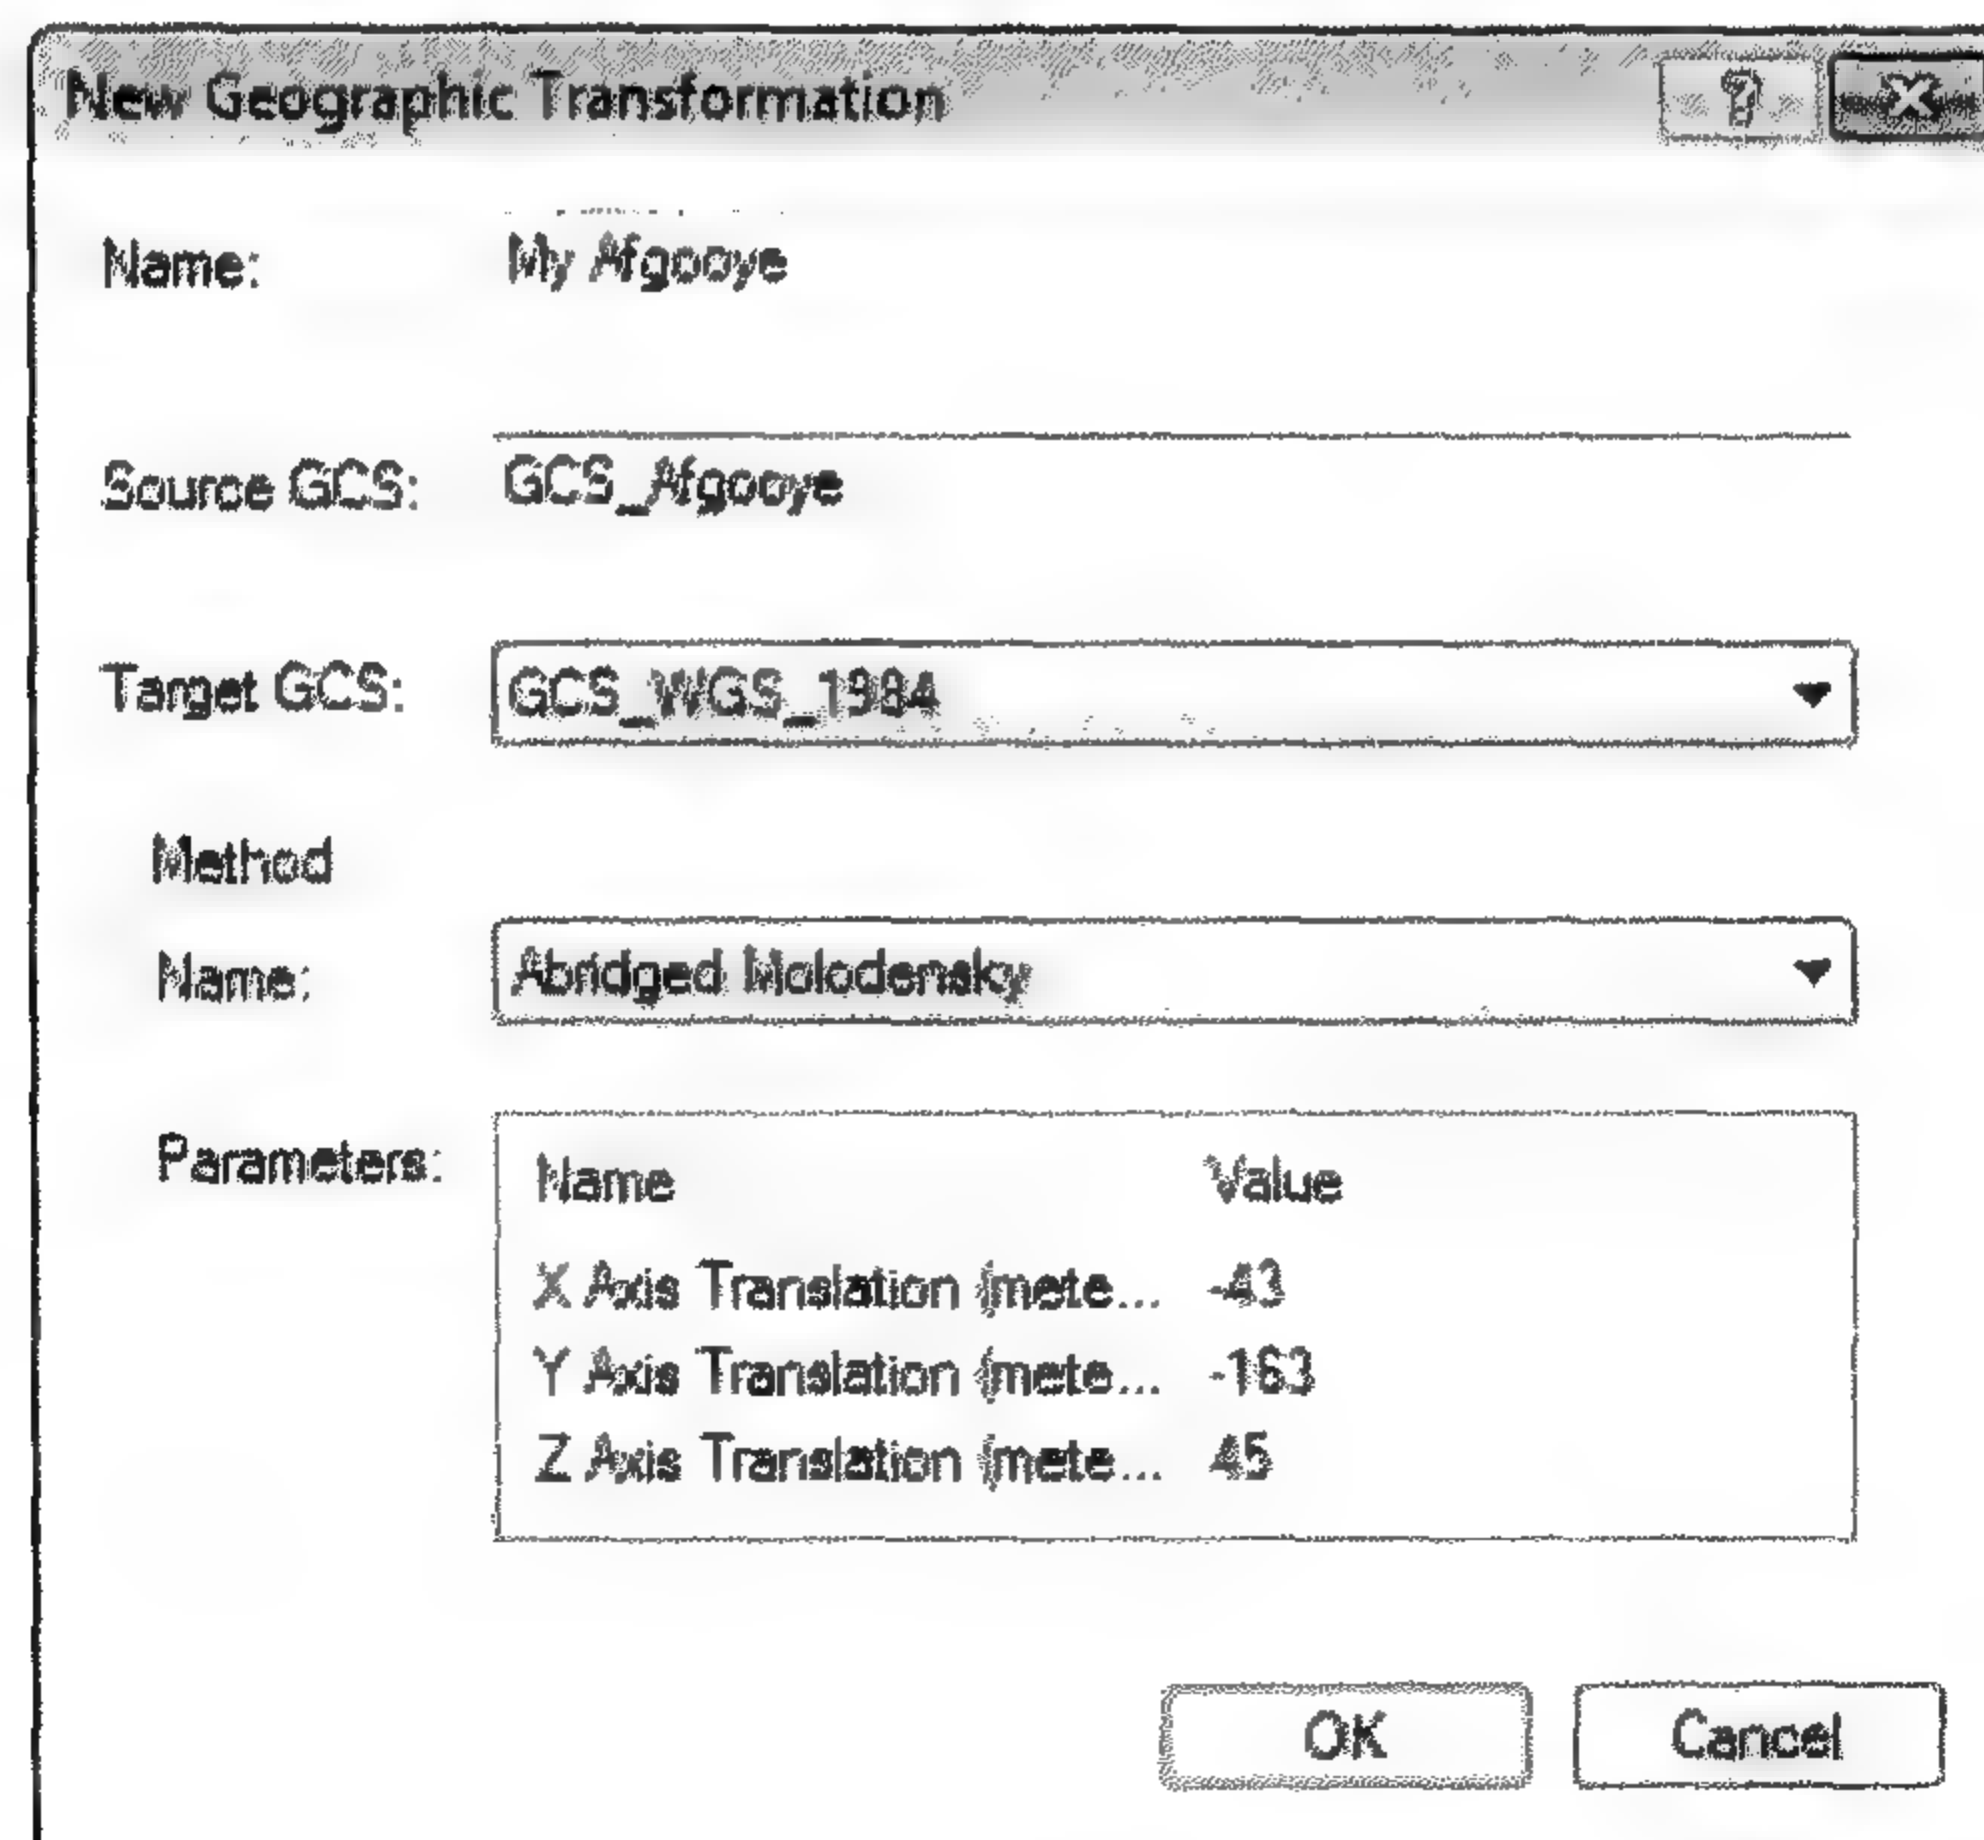 New Geographic Transformation
Name: My Afgooye
Source GCS: GCS_Afgooye
Target GCS: GCS_WGS_1984
Method
Name: Abridged Molodensky
Parameters:
Name Value
X Axis Translation (mete... -43
Y Axis Translation (mete... -163
Z Axis Translation (mete... 45
OK Cancel